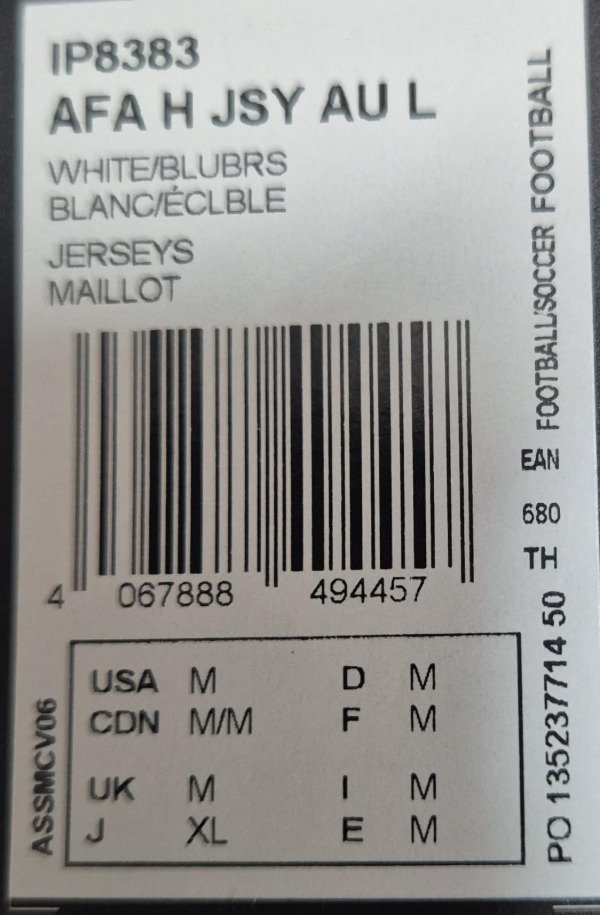 IP8383
AFA H JSY AU L
WHITE/BLUBRS
BLANC/ÉCLBLE
JERSEYS
MAILLOT
4 067888 494457
USA M D M
CDN M/M F M
UK M I M
J XL E M
ASSMCV06
PO 135237714 50 TH 680 EAN FOOTBALL/SOCCER FOOTBALL